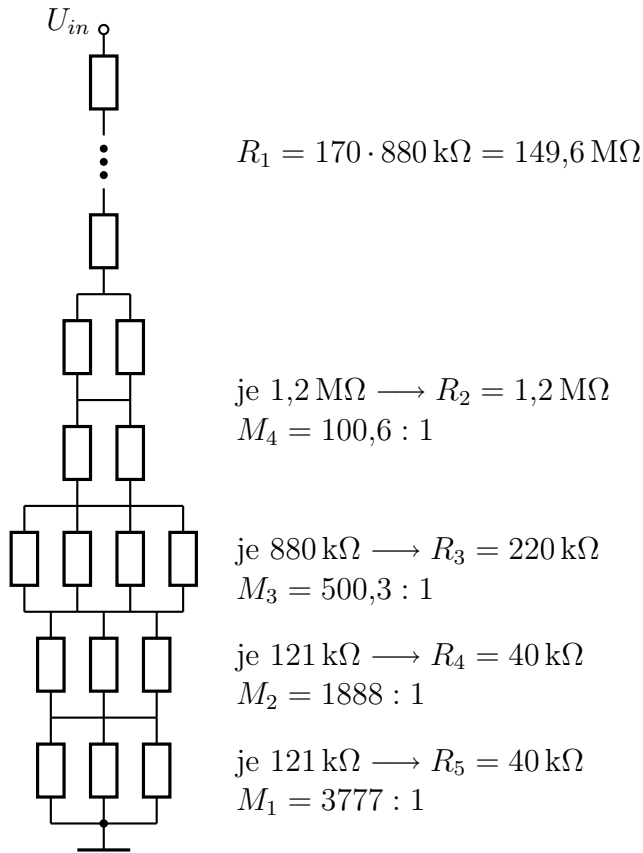 U_in
R_1 = 170 · 880 kΩ = 149,6 MΩ
je 1,2 MΩ ⟶ R_2 = 1,2 MΩ
M_4 = 100,6 : 1
je 880 kΩ ⟶ R_3 = 220 kΩ
M_3 = 500,3 : 1
je 121 kΩ ⟶ R_4 = 40 kΩ
M_2 = 1888 : 1
je 121 kΩ ⟶ R_5 = 40 kΩ
M_1 = 3777 : 1